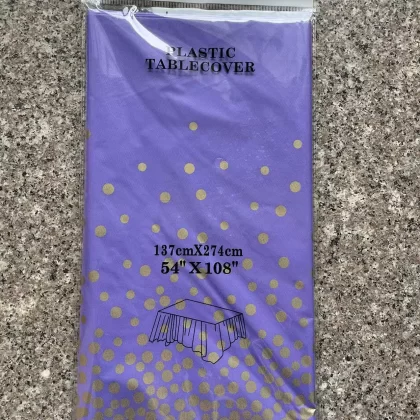 PLASTIC
TABLECOVER
137cmX274cm
54" X 108"